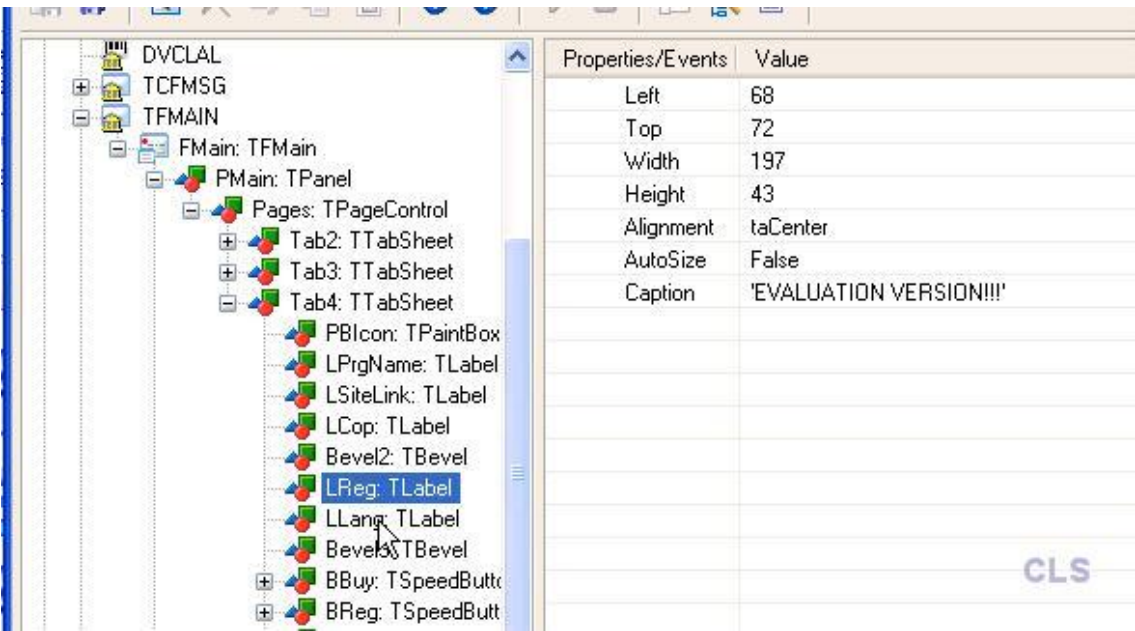 DVCLAL
TCFMSG
TFMAIN
FMain: TFMain
PMain: TPanel
Pages: TPageControl
Tab2: TTabSheet
Tab3: TTabSheet
Tab4: TTabSheet
PBIcon: TPaintBox
LPrgName: TLabel
LSiteLink: TLabel
LCop: TLabel
Bevel2: TBevel
LReg: TLabel
LLang: TLabel
Bevel3: TBevel
BBuy: TSpeedButto
BReg: TSpeedButt
Properties/Events Value
Left 68
Top 72
Width 197
Height 43
Alignment taCenter
AutoSize False
Caption 'EVALUATION VERSION!!!'
CLS